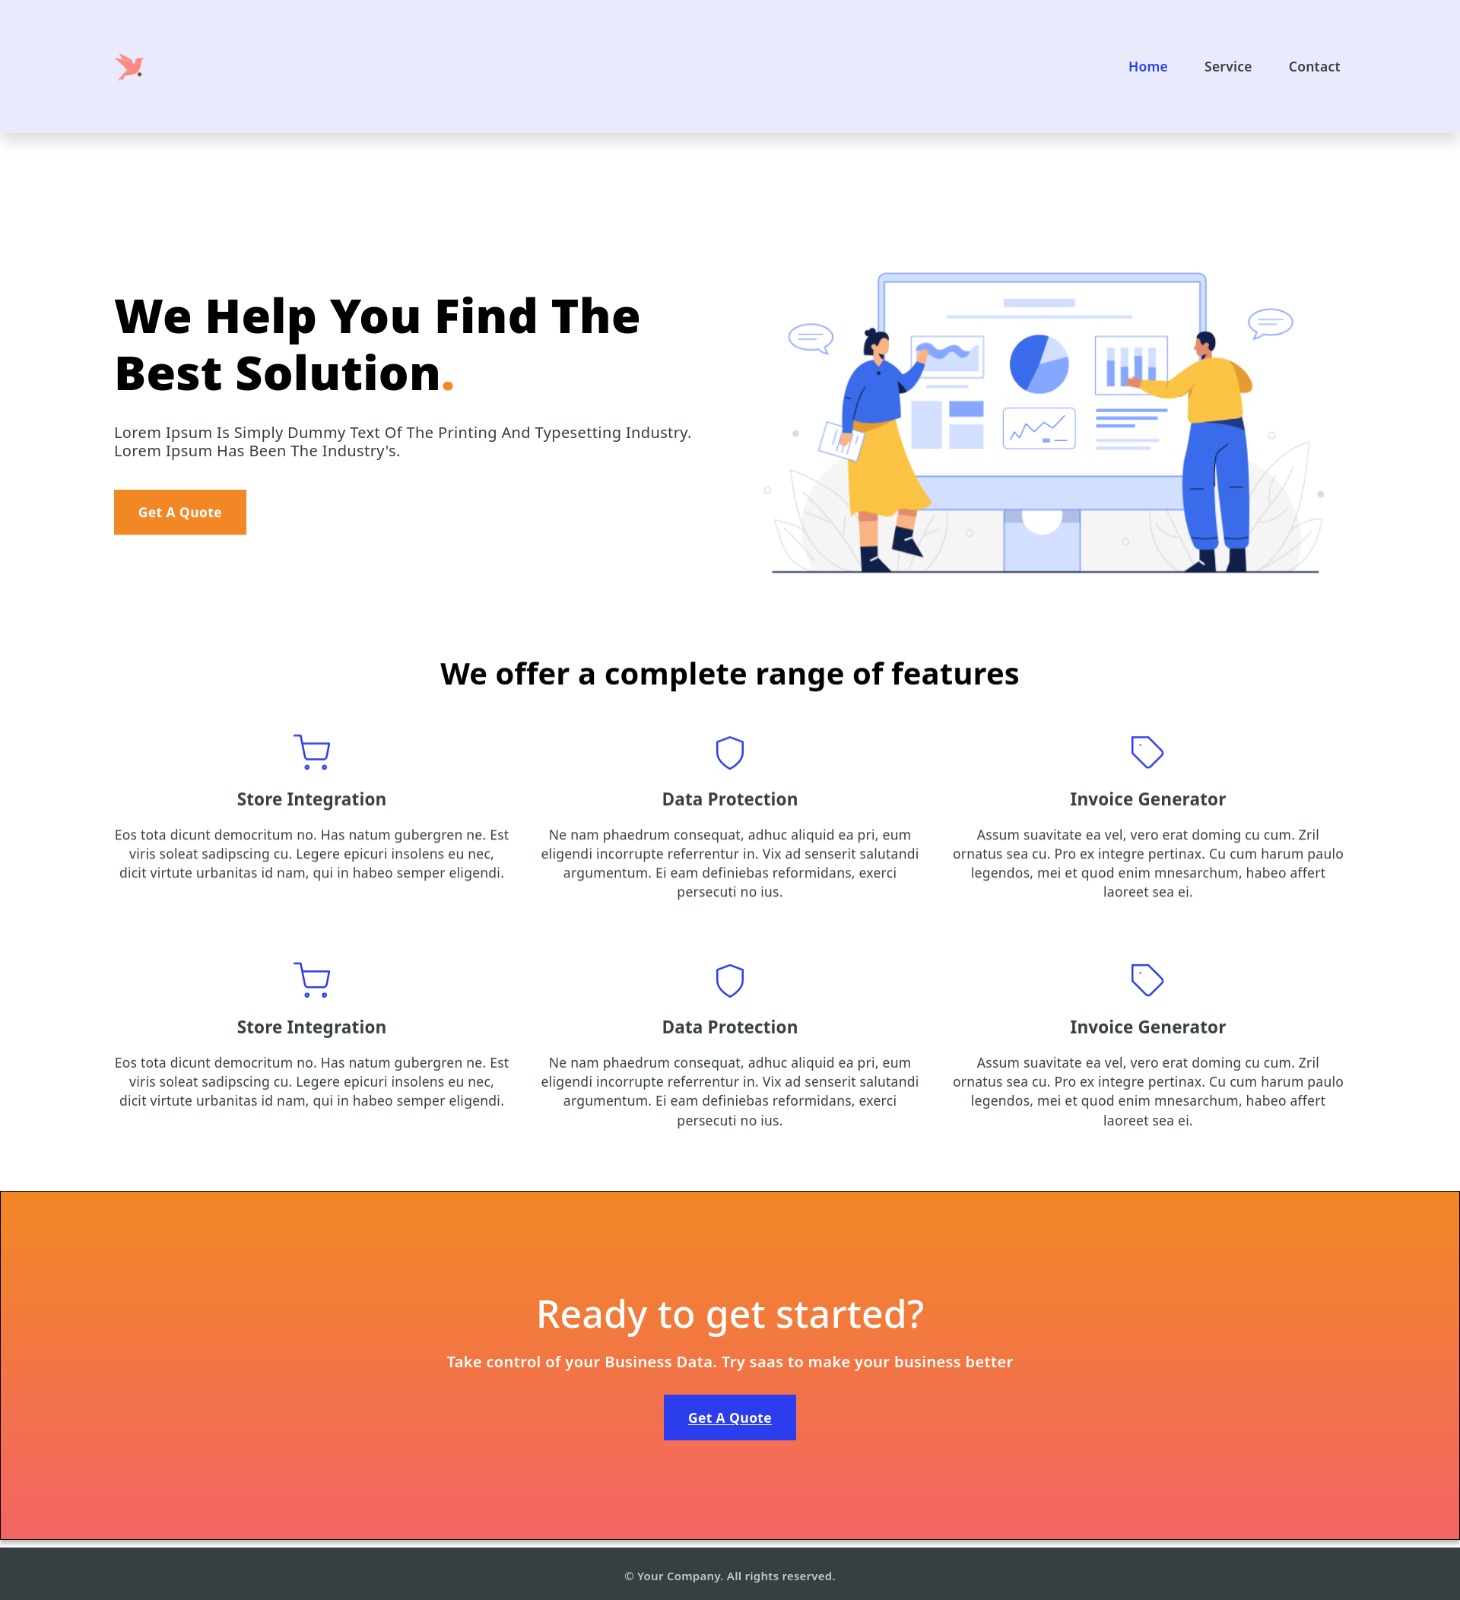 Home
Service
Contact
We Help You Find The
Best Solution.
Lorem Ipsum Is Simply Dummy Text Of The Printing And Typesetting Industry.
Lorem Ipsum Has Been The Industry's.
Get A Quote
We offer a complete range of features
Store Integration
Eos tota dicunt democritum no. Has natum gubergren ne. Est
viris soleat sadipscing cu. Legere epicuri insolens eu nec,
dicit virtute urbanitas id nam, qui in habeo semper eligendi.
Data Protection
Ne nam phaedrum consequat, adhuc aliquid ea pri, eum
eligendi incorrupte referrentur in. Vix ad senserit salutandi
argumentum. Ei eam definiebas reformidans, exerci
persecuti no ius.
Invoice Generator
Assum suavitate ea vel, vero erat doming cu cum. Zril
ornatus sea cu. Pro ex integre pertinax. Cu cum harum paulo
legendos, mei et quod enim mnesarchum, habeo affert
laoreet sea ei.
Store Integration
Eos tota dicunt democritum no. Has natum gubergren ne. Est
viris soleat sadipscing cu. Legere epicuri insolens eu nec,
dicit virtute urbanitas id nam, qui in habeo semper eligendi.
Data Protection
Ne nam phaedrum consequat, adhuc aliquid ea pri, eum
eligendi incorrupte referrentur in. Vix ad senserit salutandi
argumentum. Ei eam definiebas reformidans, exerci
persecuti no ius.
Invoice Generator
Assum suavitate ea vel, vero erat doming cu cum. Zril
ornatus sea cu. Pro ex integre pertinax. Cu cum harum paulo
legendos, mei et quod enim mnesarchum, habeo affert
laoreet sea ei.
Ready to get started?
Take control of your Business Data. Try saas to make your business better
Get A Quote
© Your Company. All rights reserved.